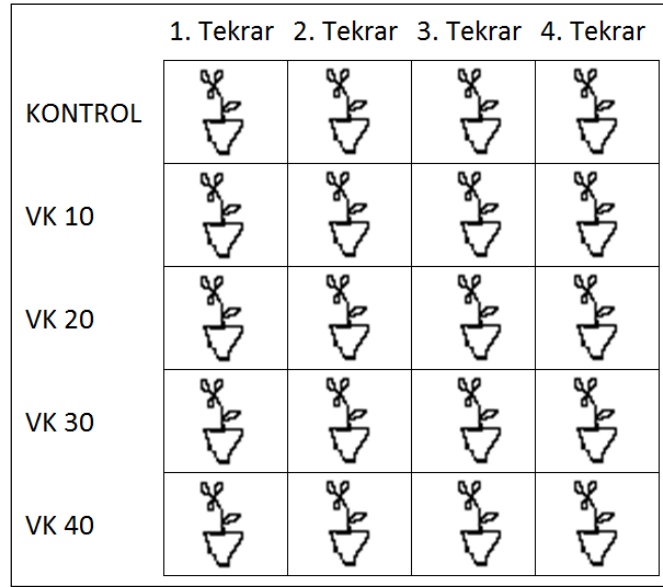 1. Tekrar 2. Tekrar 3. Tekrar 4. Tekrar
KONTROL
VK 10
VK 20
VK 30
VK 40